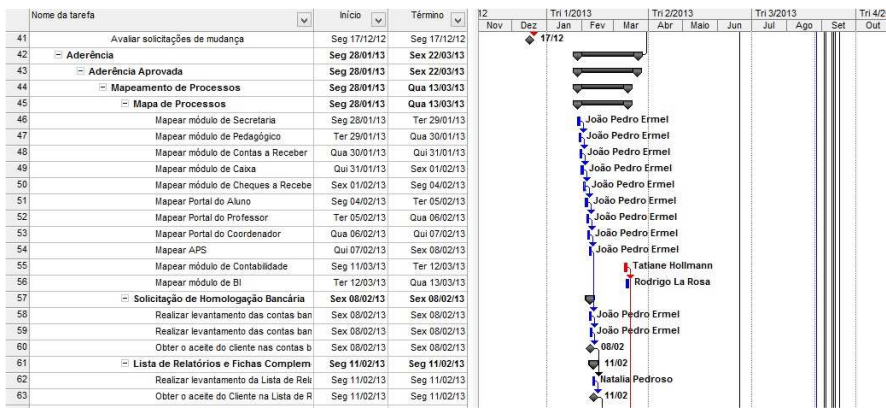 Nome da tarefa Início Término 12 Tri 1/2013 Tri 2/2013 Tri 3/2013 Tri 4/2
Nov Dez Jan Fev Mar Abr Maio Jun Jul Ago Set Out
41 Avaliar solicitações de mudança Seg 17/12/12 Seg 17/12/12 17/12
42 Aderência Seg 28/01/13 Sex 22/03/13
43 Aderência Aprovada Seg 28/01/13 Sex 22/03/13
44 Mapeamento de Processos Seg 28/01/13 Qua 13/03/13
45 Mapa de Processos Seg 28/01/13 Qua 13/03/13
46 Mapear módulo de Secretaria Seg 28/01/13 Ter 29/01/13 João Pedro Ermel
47 Mapear módulo de Pedagógico Ter 29/01/13 Qua 30/01/13 João Pedro Ermel
48 Mapear módulo de Contas a Receber Qua 30/01/13 Qui 31/01/13 João Pedro Ermel
49 Mapear módulo de Caixa Qui 31/01/13 Sex 01/02/13 João Pedro Ermel
50 Mapear módulo de Cheques a Recebe Sex 01/02/13 Seg 04/02/13 João Pedro Ermel
51 Mapear Portal do Aluno Seg 04/02/13 Ter 05/02/13 João Pedro Ermel
52 Mapear Portal do Professor Ter 05/02/13 Qua 06/02/13 João Pedro Ermel
53 Mapear Portal do Coordenador Qua 06/02/13 Qui 07/02/13 João Pedro Ermel
54 Mapear APS Qui 07/02/13 Sex 08/02/13 João Pedro Ermel
55 Mapear módulo de Contabilidade Seg 11/03/13 Ter 12/03/13 Tatiane Hollmann
56 Mapear módulo de BI Ter 12/03/13 Qua 13/03/13 Rodrigo La Rosa
57 Solicitação de Homologação Bancária Sex 08/02/13 Sex 08/02/13
58 Realizar levantamento das contas ban Sex 08/02/13 Sex 08/02/13 João Pedro Ermel
59 Realizar levantamento das contas ban Sex 08/02/13 Sex 08/02/13 João Pedro Ermel
60 Obter o aceite do cliente nas contas b Sex 08/02/13 Sex 08/02/13 08/02
61 Lista de Relatórios e Fichas Complem Seg 11/02/13 Seg 11/02/13 11/02
62 Realizar levantamento da Lista de Rela Seg 11/02/13 Seg 11/02/13 Natalia Pedroso
63 Obter o aceite do Cliente na Lista de R Seg 11/02/13 Seg 11/02/13 11/02